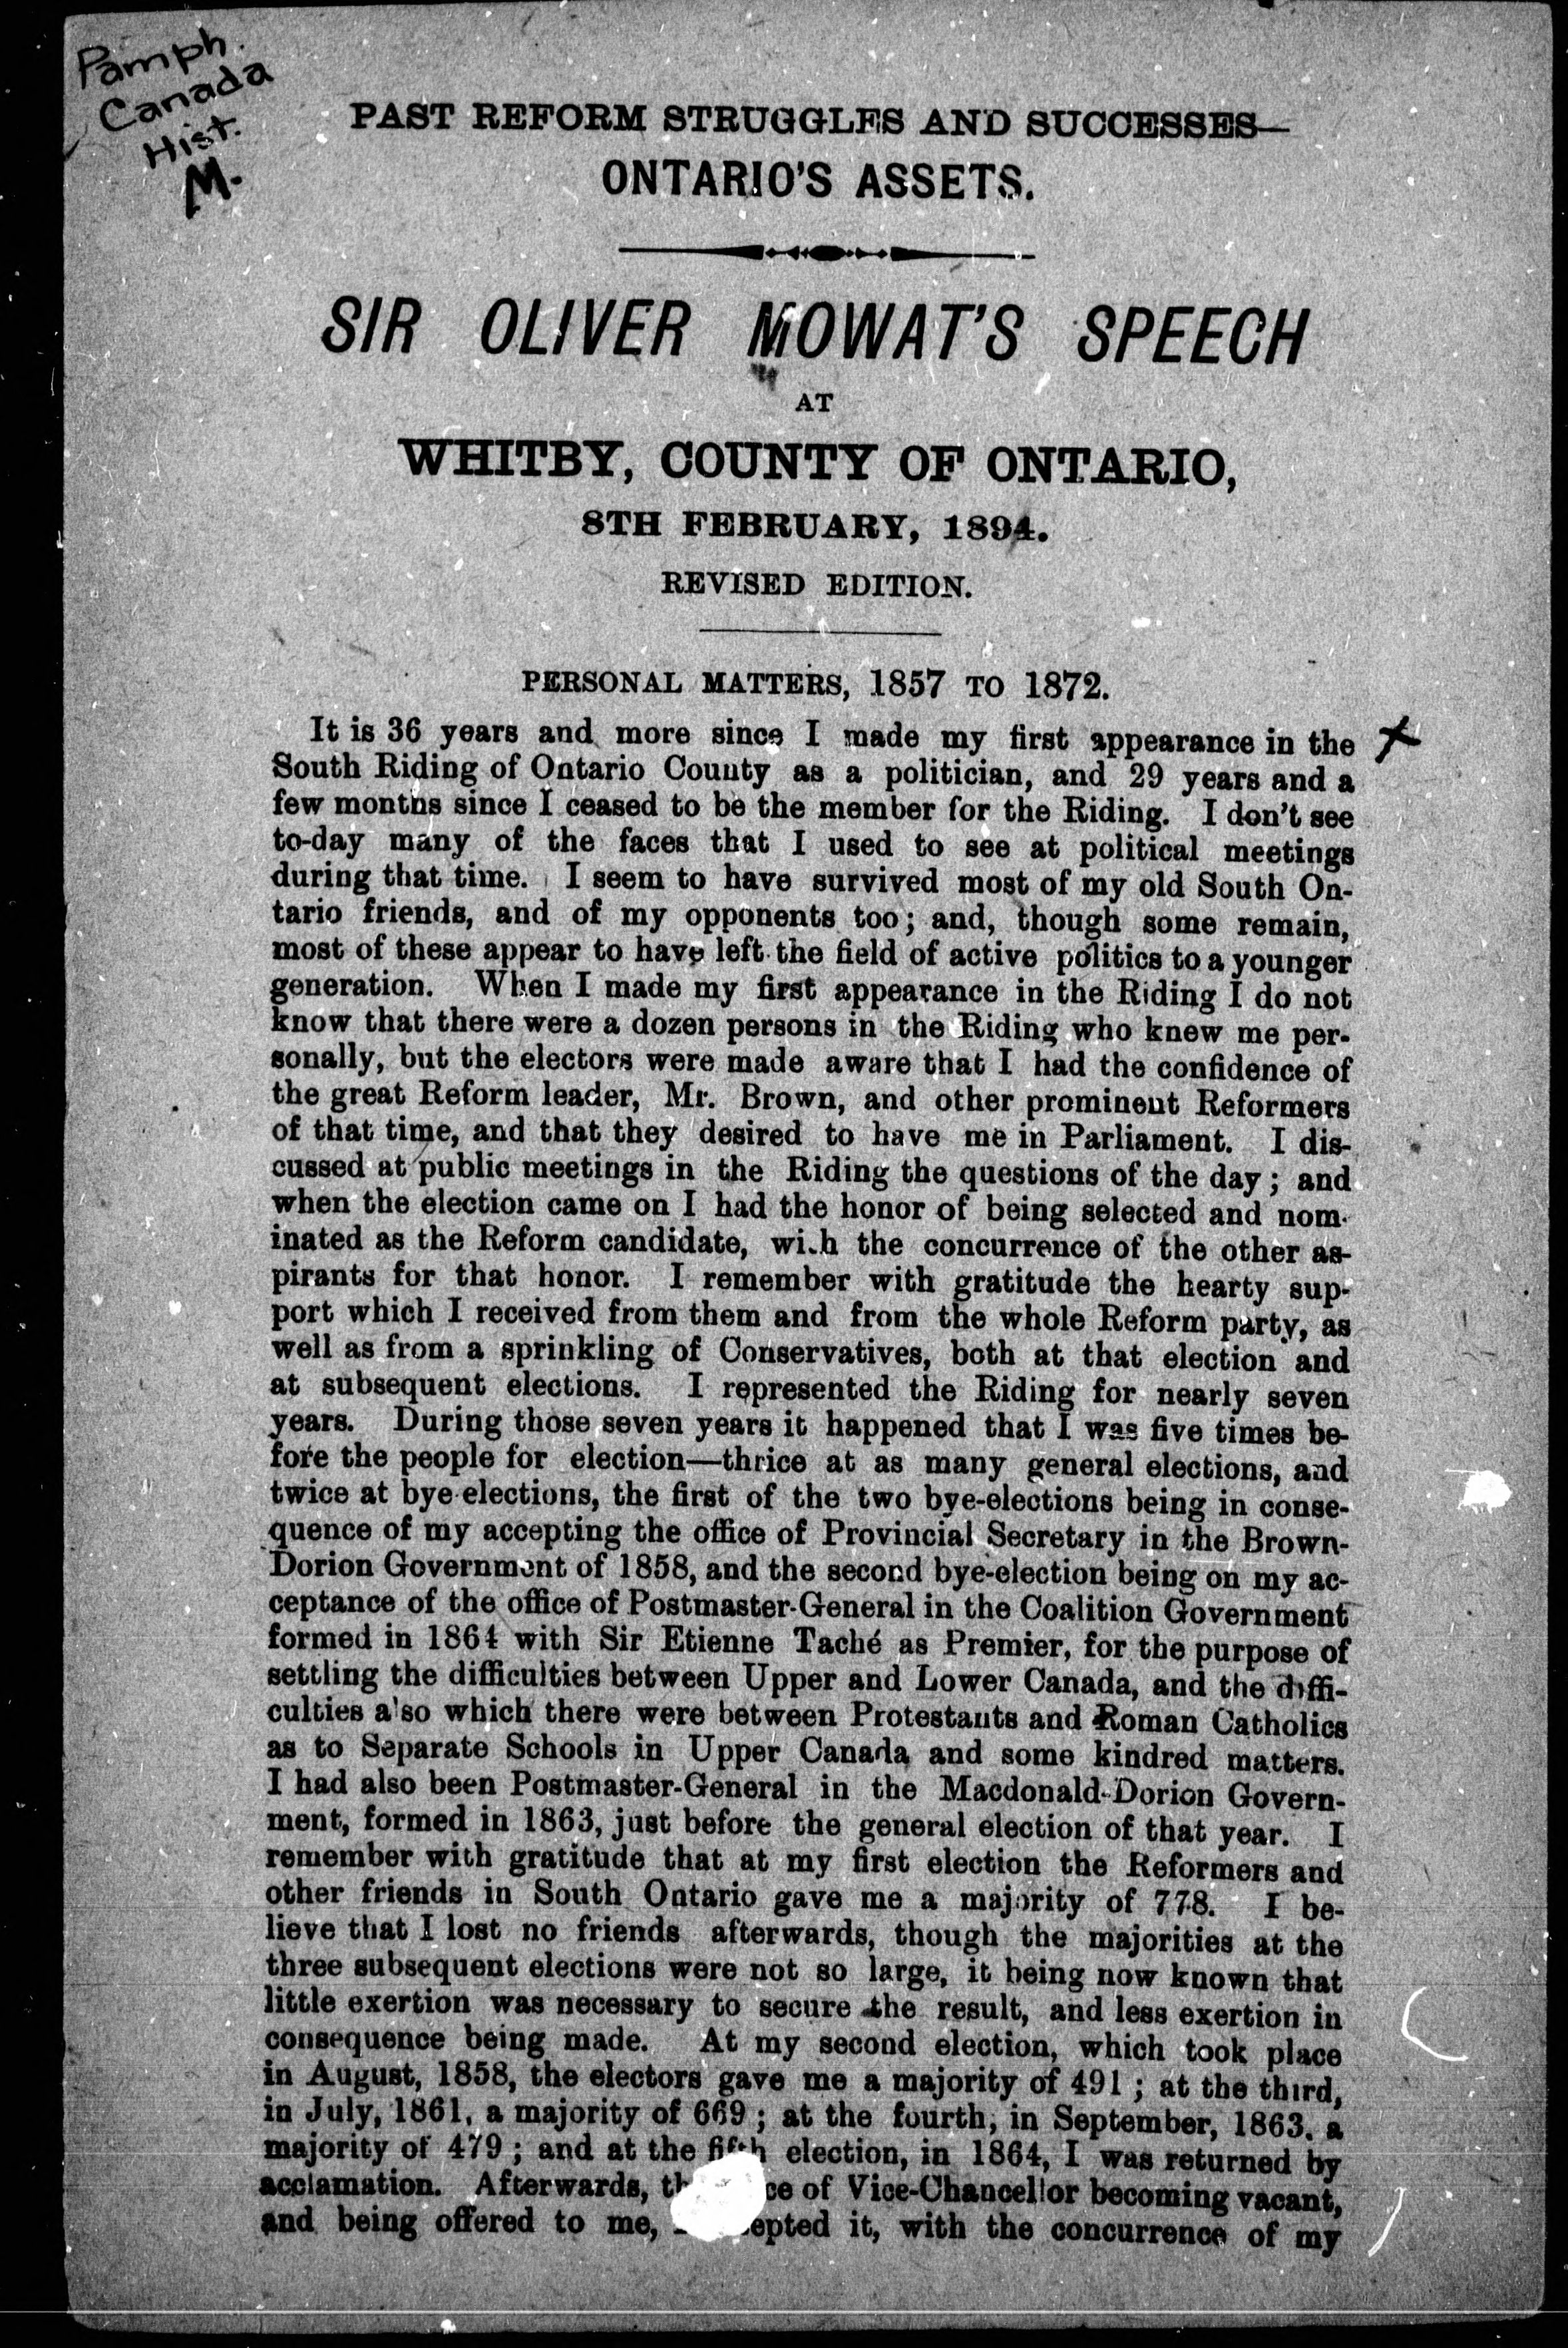 Pamph.
Canada
Hist.
M.
PAST REFORM STRUGGLES AND SUCCESSES—
ONTARIO'S ASSETS.
SIR OLIVER MOWAT'S SPEECH
AT
WHITBY, COUNTY OF ONTARIO,
8TH FEBRUARY, 1894.
REVISED EDITION.
PERSONAL MATTERS, 1857 TO 1872.
It is 36 years and more since I made my first appearance in the
South Riding of Ontario County as a politician, and 29 years and a
few months since I ceased to be the member for the Riding. I don't see
to-day many of the faces that I used to see at political meetings
during that time. I seem to have survived most of my old South On-
tario friends, and of my opponents too; and, though some remain,
most of these appear to have left the field of active politics to a younger
generation. When I made my first appearance in the Riding I do not
know that there were a dozen persons in the Riding who knew me per-
sonally, but the electors were made aware that I had the confidence of
the great Reform leader, Mr. Brown, and other prominent Reformers
of that time, and that they desired to have me in Parliament. I dis-
cussed at public meetings in the Riding the questions of the day; and
when the election came on I had the honor of being selected and nom-
inated as the Reform candidate, with the concurrence of the other as-
pirants for that honor. I remember with gratitude the hearty sup-
port which I received from them and from the whole Reform party, as
well as from a sprinkling of Conservatives, both at that election and
at subsequent elections. I represented the Riding for nearly seven
years. During those seven years it happened that I was five times be-
fore the people for election—thrice at as many general elections, and
twice at bye-elections, the first of the two bye-elections being in conse-
quence of my accepting the office of Provincial Secretary in the Brown-
Dorion Government of 1858, and the second bye-election being on my ac-
ceptance of the office of Postmaster-General in the Coalition Government
formed in 1864 with Sir Etienne Taché as Premier, for the purpose of
settling the difficulties between Upper and Lower Canada, and the diffi-
culties also which there were between Protestants and Roman Catholics
as to Separate Schools in Upper Canada and some kindred matters.
I had also been Postmaster-General in the Macdonald-Dorion Govern-
ment, formed in 1863, just before the general election of that year. I
remember with gratitude that at my first election the Reformers and
other friends in South Ontario gave me a majority of 778. I be-
lieve that I lost no friends afterwards, though the majorities at the
three subsequent elections were not so large, it being now known that
little exertion was necessary to secure the result, and less exertion in
consequence being made. At my second election, which took place
in August, 1858, the electors gave me a majority of 491; at the third,
in July, 1861, a majority of 669; at the fourth, in September, 1863, a
majority of 479; and at the fifth election, in 1864, I was returned by
acclamation. Afterwards, of Vice-Chancellor becoming vacant,
and being offered to me, it, with the concurrence of my